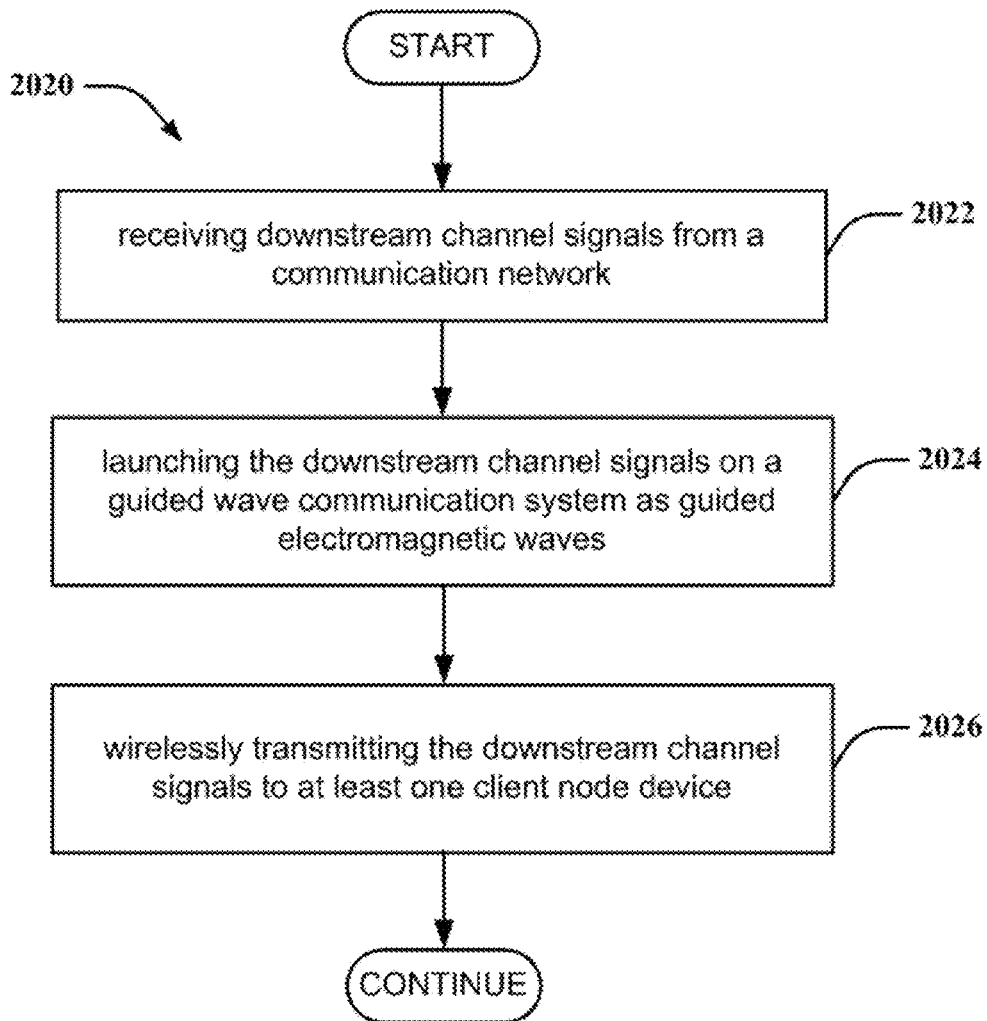 START
2020
receiving downstream channel signals from a
communication network
2022
launching the downstream channel signals on a
guided wave communication system as guided
electromagnetic waves
2024
wirelessly transmitting the downstream channel
signals to at least one client node device
2026
CONTINUE